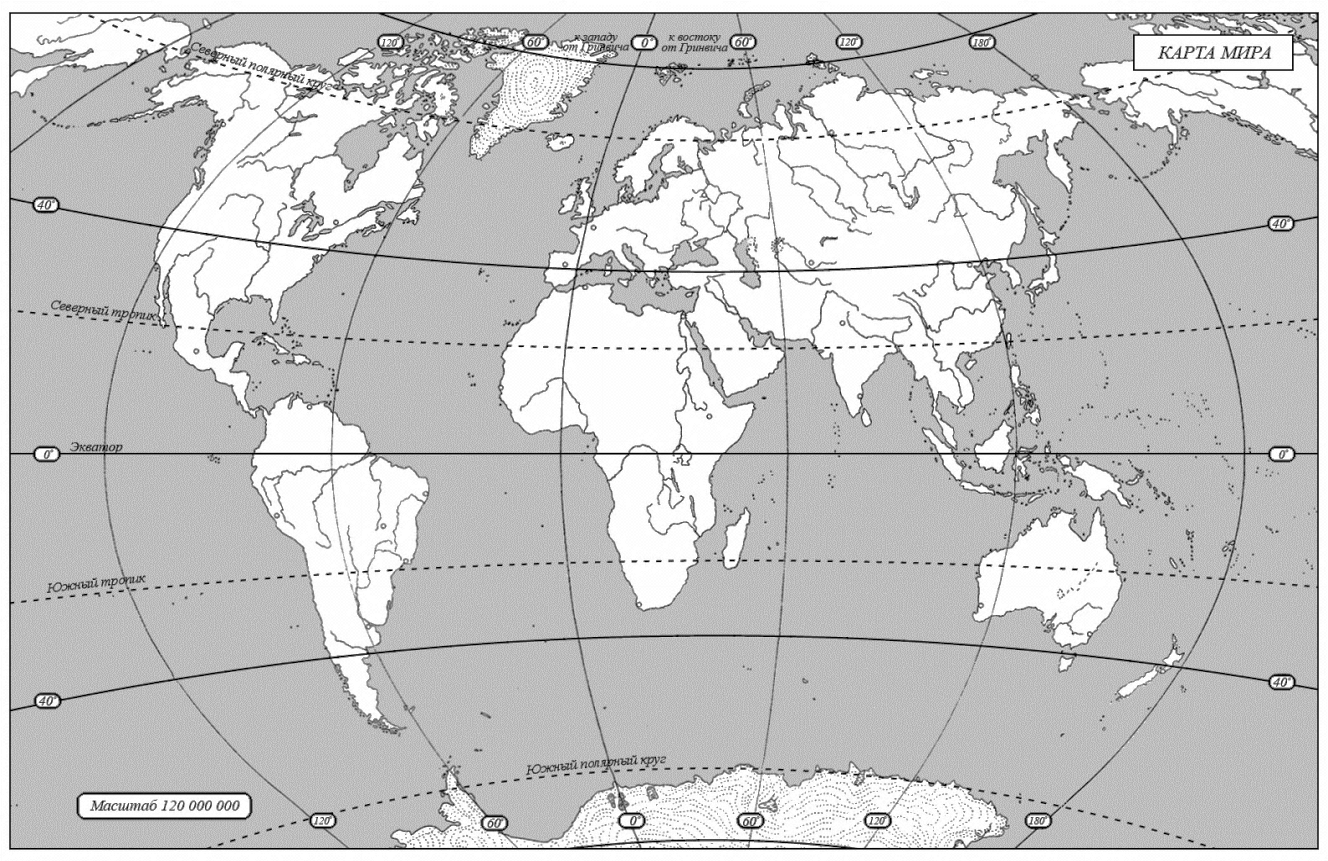 120°
60°
к западу
от Гринвича
0°
к востоку
от Гринвича
60°
120°
180°
КАРТА МИРА
Северный полярный круг
40°
40°
Северный тропик
0°
Экватор
0°
Южный тропик
40°
40°
Южный полярный круг
Масштаб 120 000 000
120°
60°
0°
60°
120°
180°